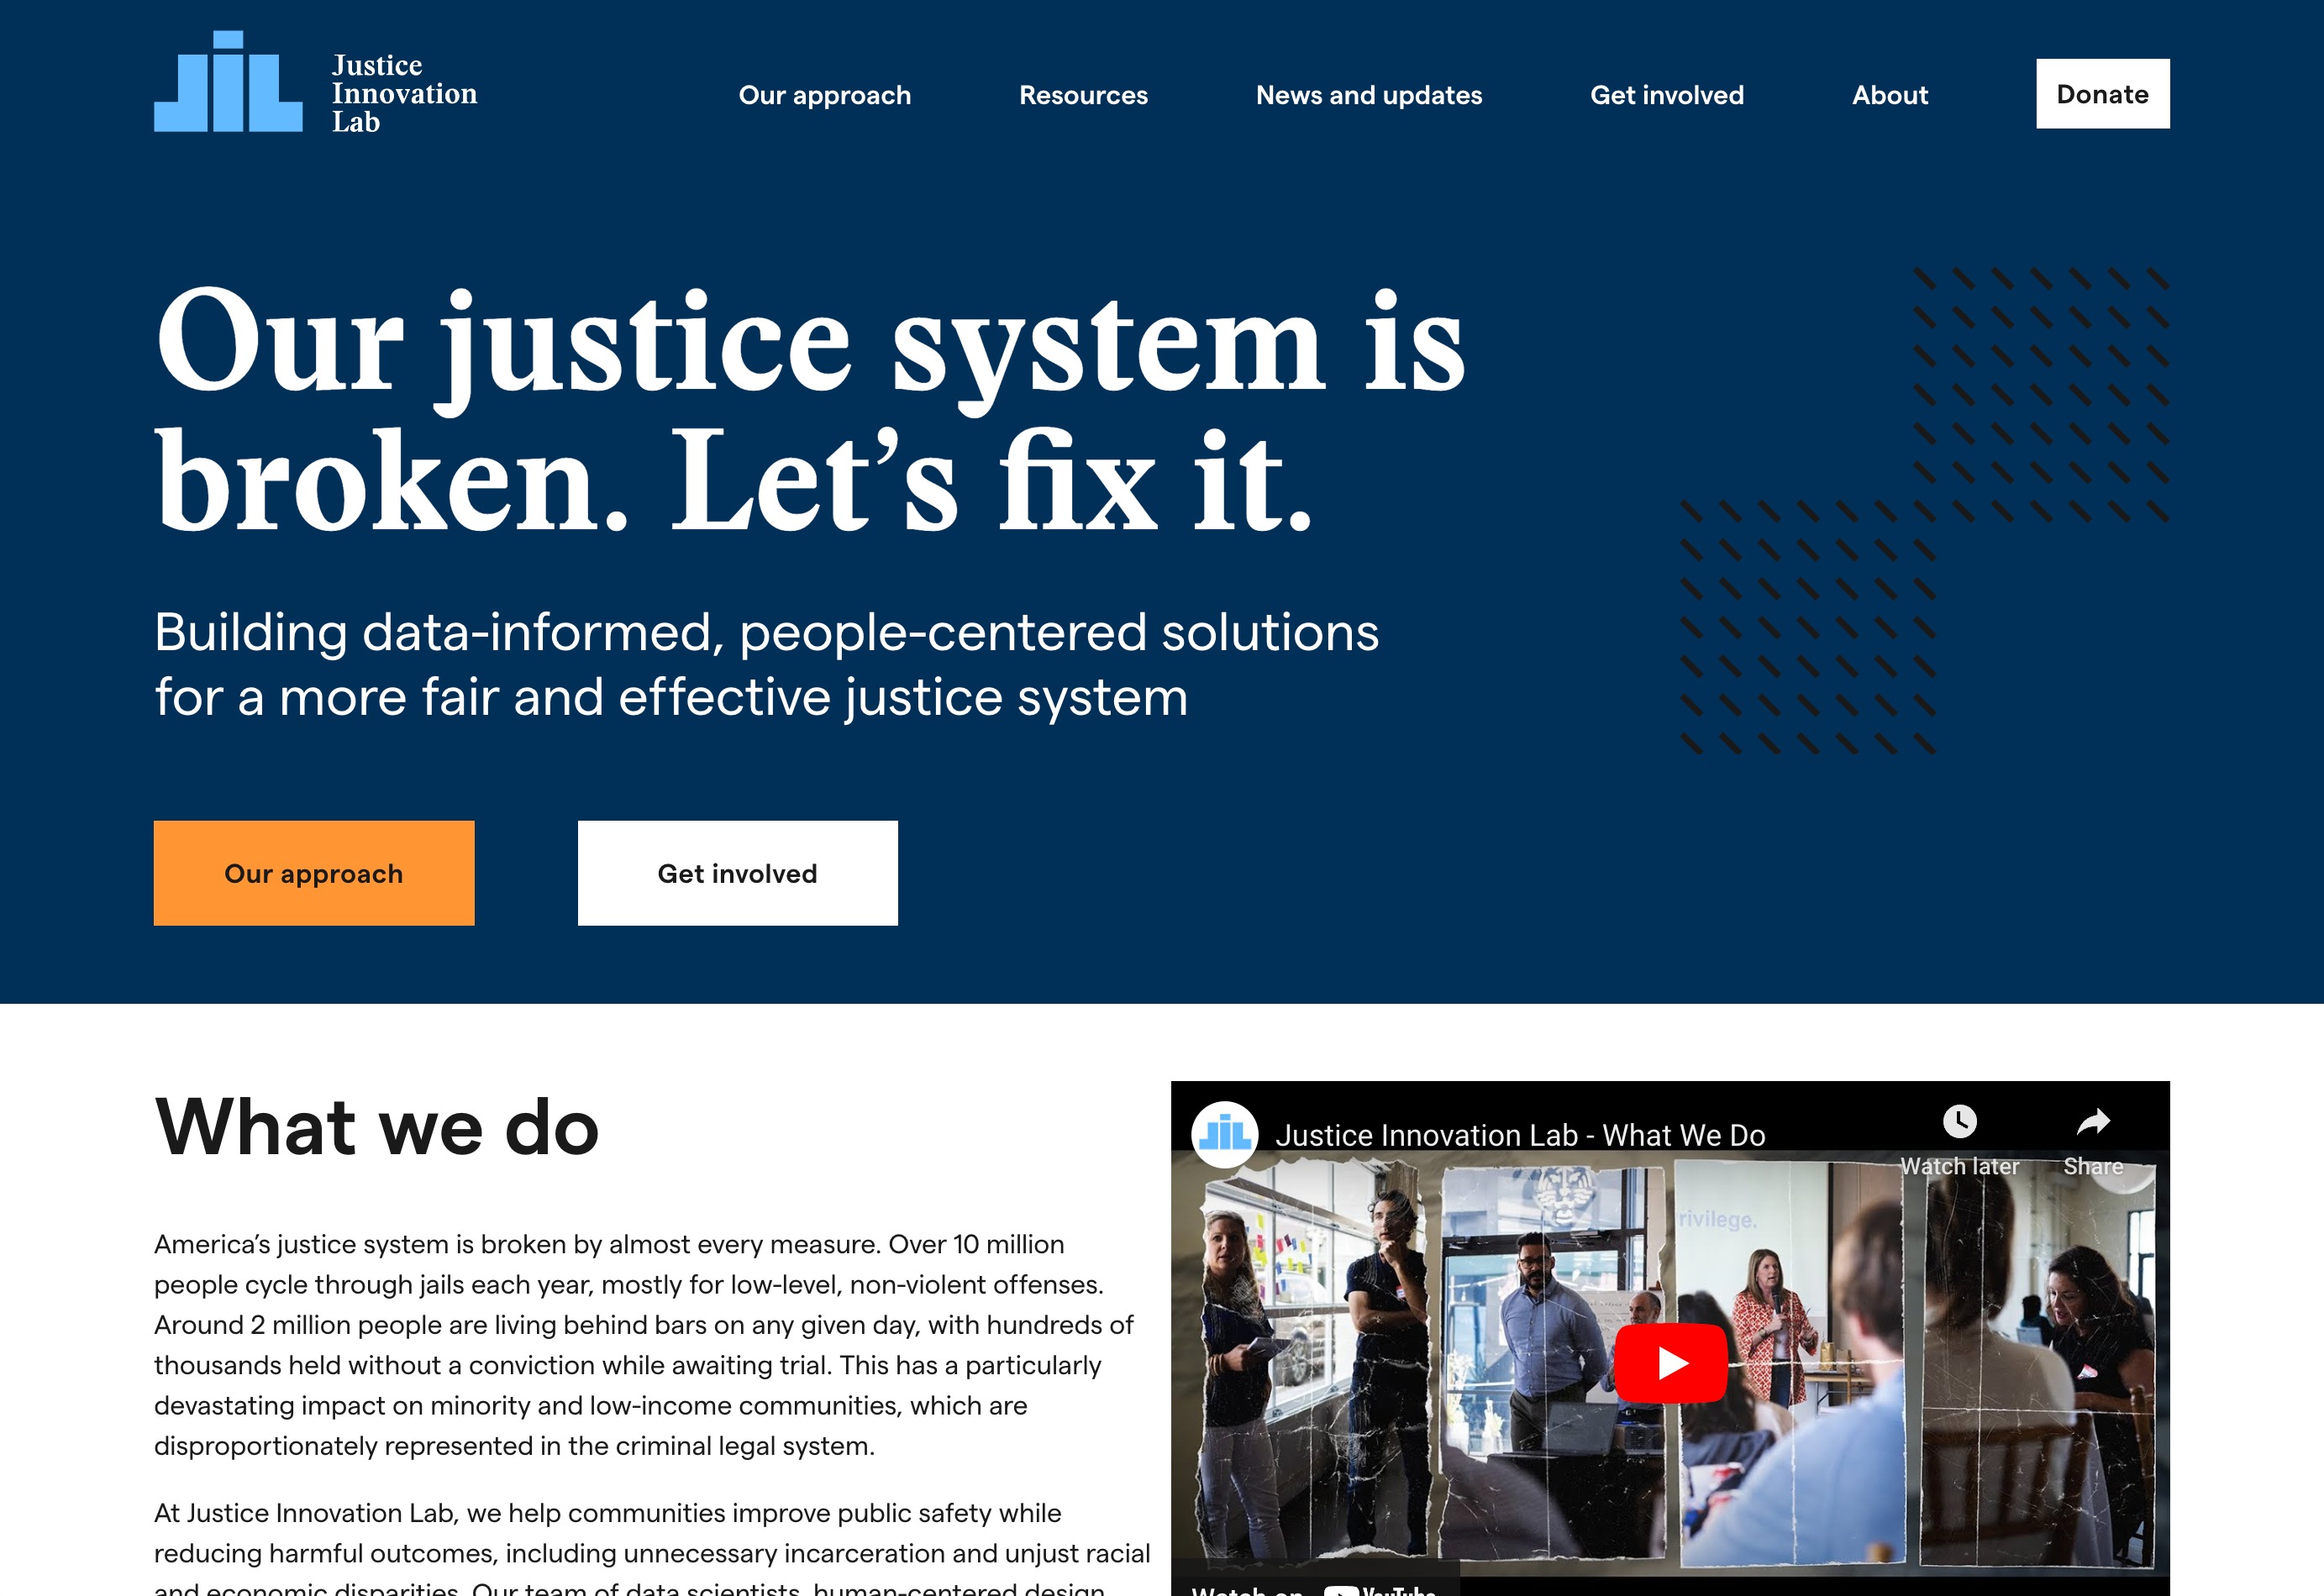 Justice
Innovation
Lab
Our approach
Resources
News and updates
Get involved
About
Donate
Our justice system is
broken. Let’s fix it.
Building data-informed, people-centered solutions
for a more fair and effective justice system
Our approach
Get involved
What we do
America’s justice system is broken by almost every measure. Over 10 million
people cycle through jails each year, mostly for low-level, non-violent offenses.
Around 2 million people are living behind bars on any given day, with hundreds of
thousands held without a conviction while awaiting trial. This has a particularly
devastating impact on minority and low-income communities, which are
disproportionately represented in the criminal legal system.
At Justice Innovation Lab, we help communities improve public safety while
reducing harmful outcomes, including unnecessary incarceration and unjust racial
and economic disparities. Our team of data scientists, human-centered design
Justice Innovation Lab - What We Do
Watch later
Share
rivilege.
Watch on YouTube